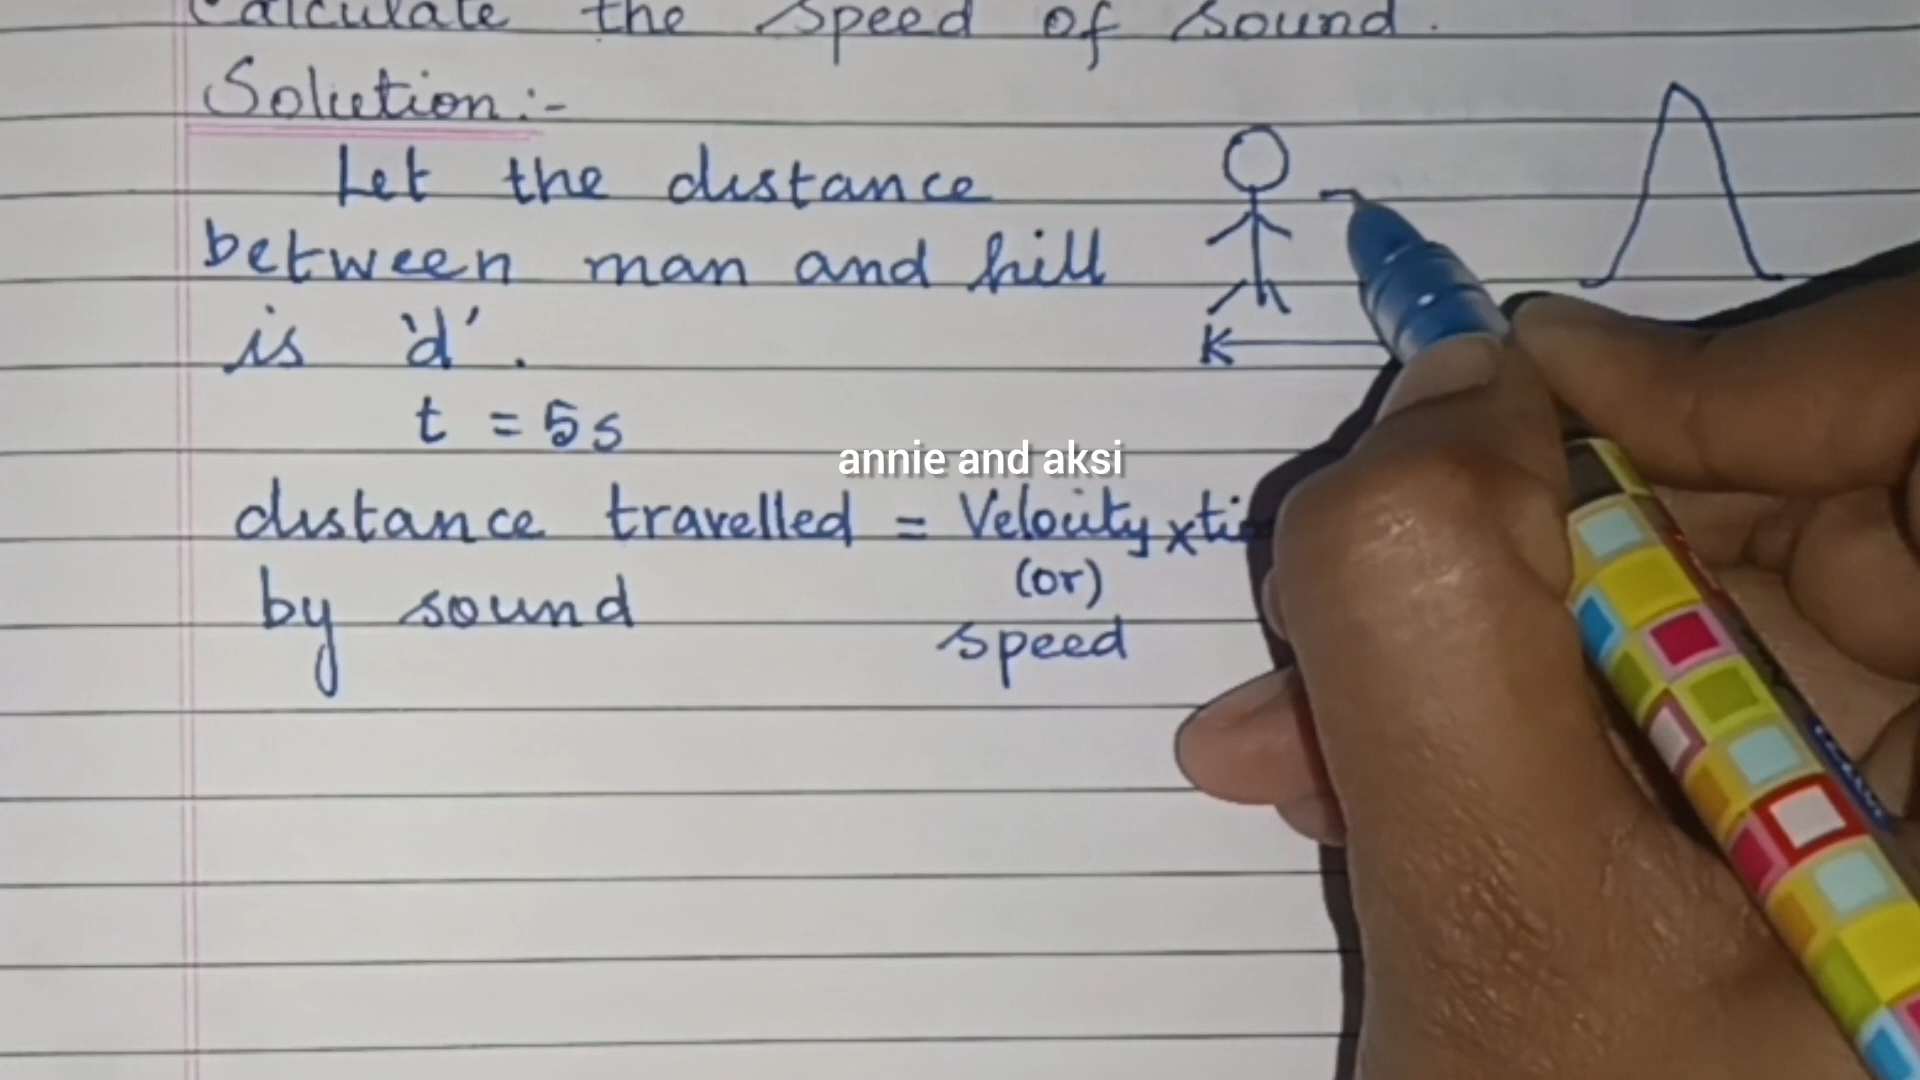 Calculate the speed of sound.
Solution:-
Let the distance
between man and hill
is 'd'.
t = 5s
annie and aksi
distance travelled = Velocity x
(or)
by sound
speed